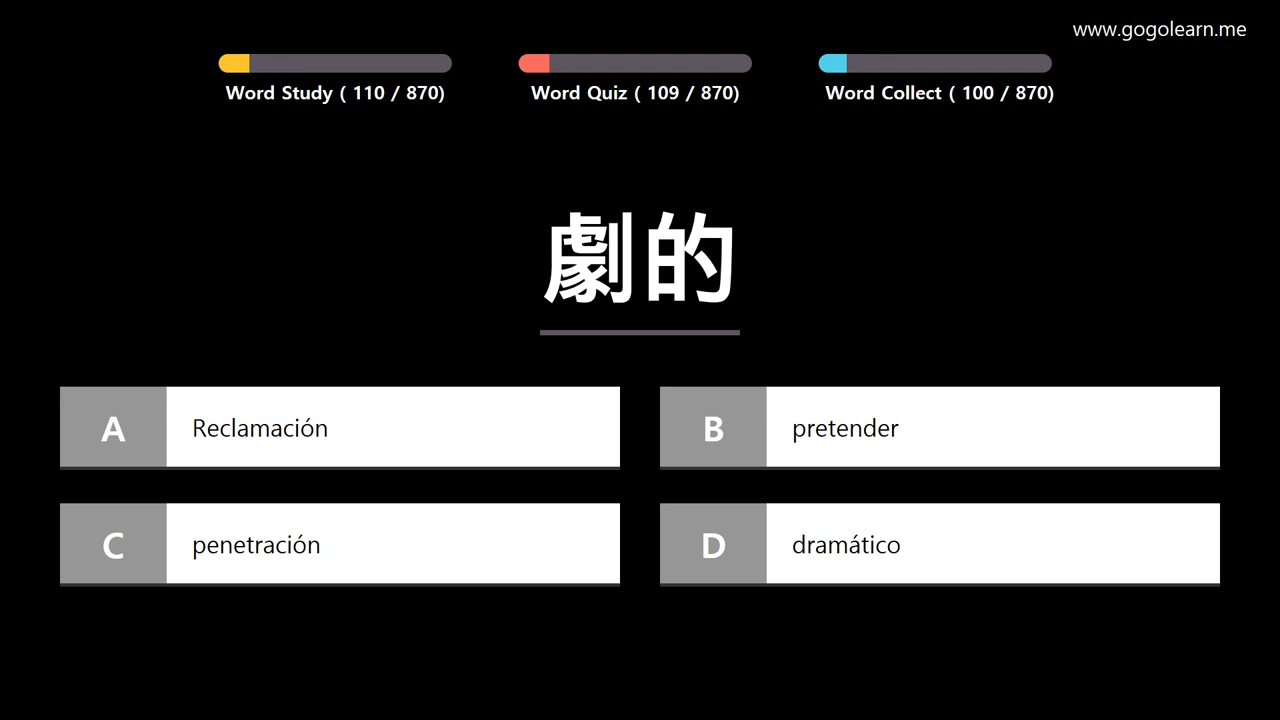 www.gogolearn.me
Word Study ( 110 / 870)
Word Quiz ( 109 / 870)
Word Collect ( 100 / 870)
劇的
A Reclamación
B pretender
C penetración
D dramático